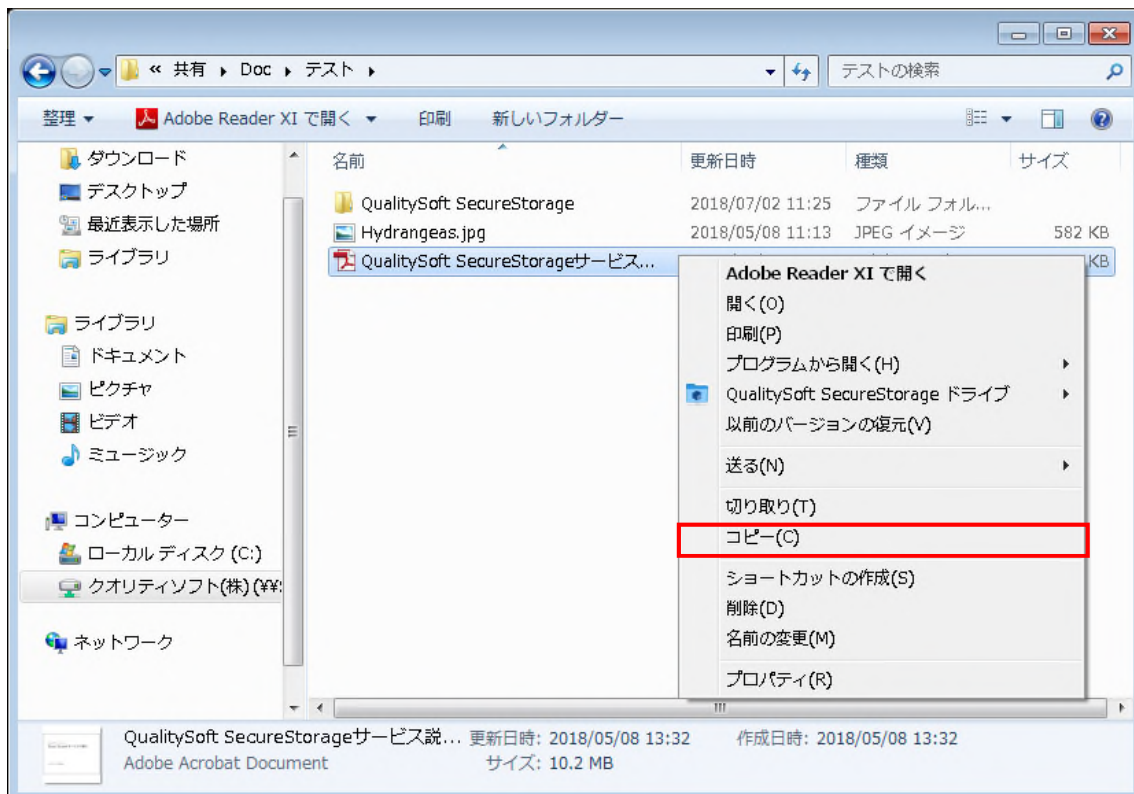 « 共有 ▸ Doc ▸ テスト ▸
テストの検索
整理 ▾ Adobe Reader XI で開く ▾ 印刷 新しいフォルダー
ダウンロード
デスクトップ
最近表示した場所
ライブラリ
ライブラリ
ドキュメント
ピクチャ
ビデオ
ミュージック
コンピューター
ローカル ディスク (C:)
クオリティソフト(株) (¥¥
ネットワーク
名前 更新日時 種類 サイズ
QualitySoft SecureStorage 2018/07/02 11:25 ファイル フォル...
Hydrangeas.jpg 2018/05/08 11:13 JPEG イメージ 582 KB
QualitySoft SecureStorageサービス... KB
Adobe Reader XI で開く
開く(O)
印刷(P)
プログラムから開く(H)
QualitySoft SecureStorage ドライブ
以前のバージョンの復元(V)
送る(N)
切り取り(T)
コピー(C)
ショートカットの作成(S)
削除(D)
名前の変更(M)
プロパティ(R)
QualitySoft SecureStorageサービス説... 更新日時: 2018/05/08 13:32 作成日時: 2018/05/08 13:32
Adobe Acrobat Document サイズ: 10.2 MB